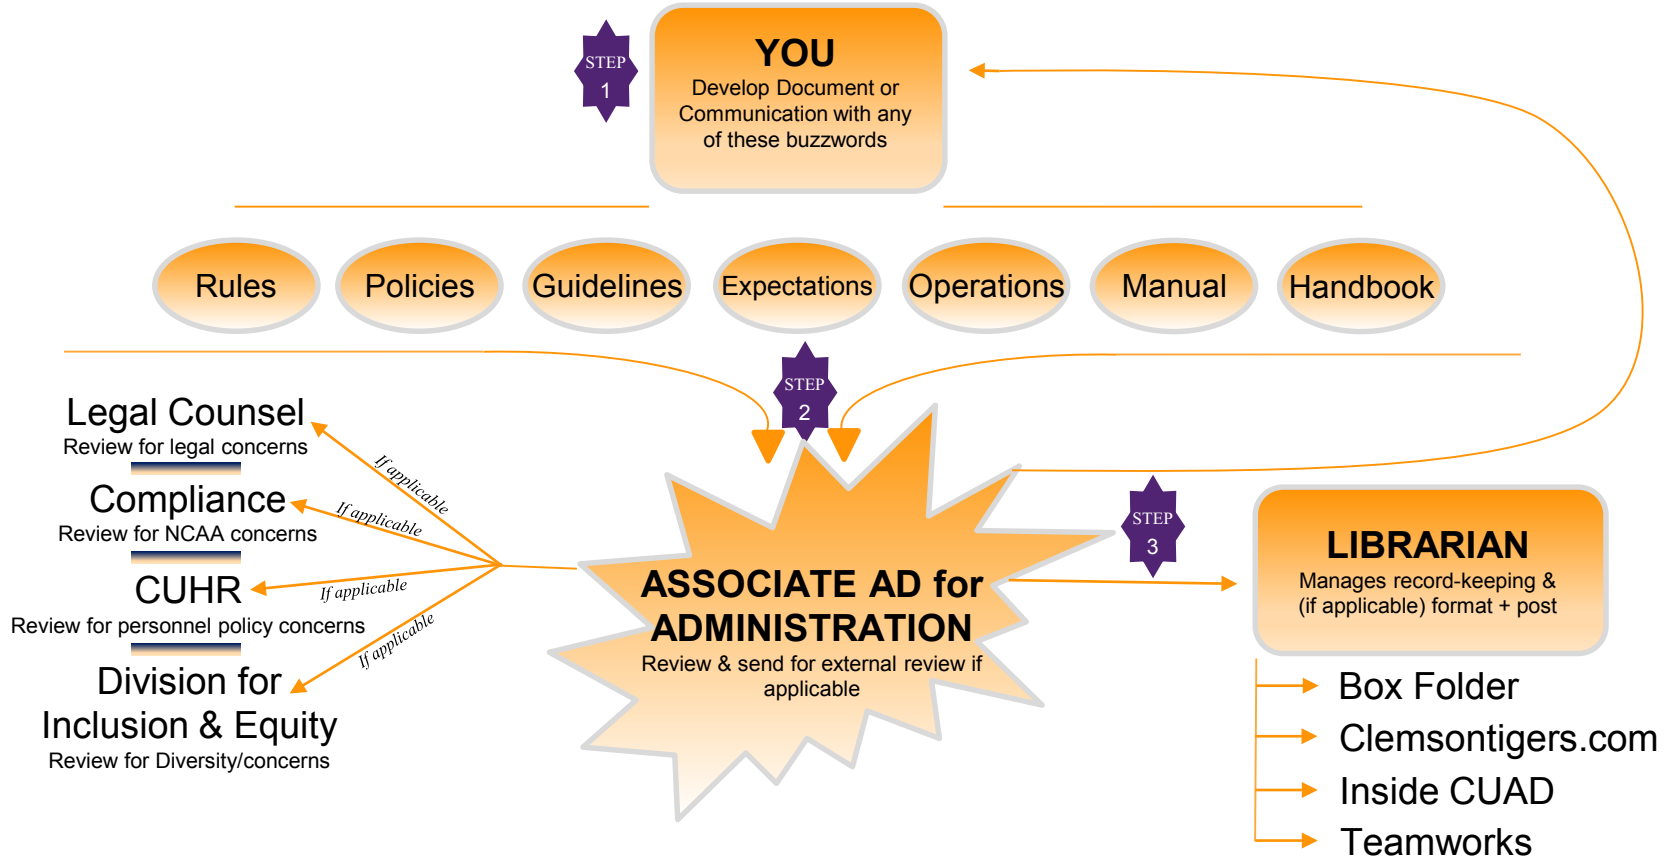 STEP
1
YOU
Develop Document or
Communication with any
of these buzzwords
Rules
Policies
Guidelines
Expectations
Operations
Manual
Handbook
STEP
2
Legal Counsel
Review for legal concerns
If applicable
Compliance
Review for NCAA concerns
If applicable
CUHR
Review for personnel policy concerns
If applicable
Division for
Inclusion & Equity
Review for Diversity/concerns
If applicable
ASSOCIATE AD for
ADMINISTRATION
Review & send for external review if
applicable
STEP
3
LIBRARIAN
Manages record-keeping &
(if applicable) format + post
Box Folder
Clemsontigers.com
Inside CUAD
Teamworks